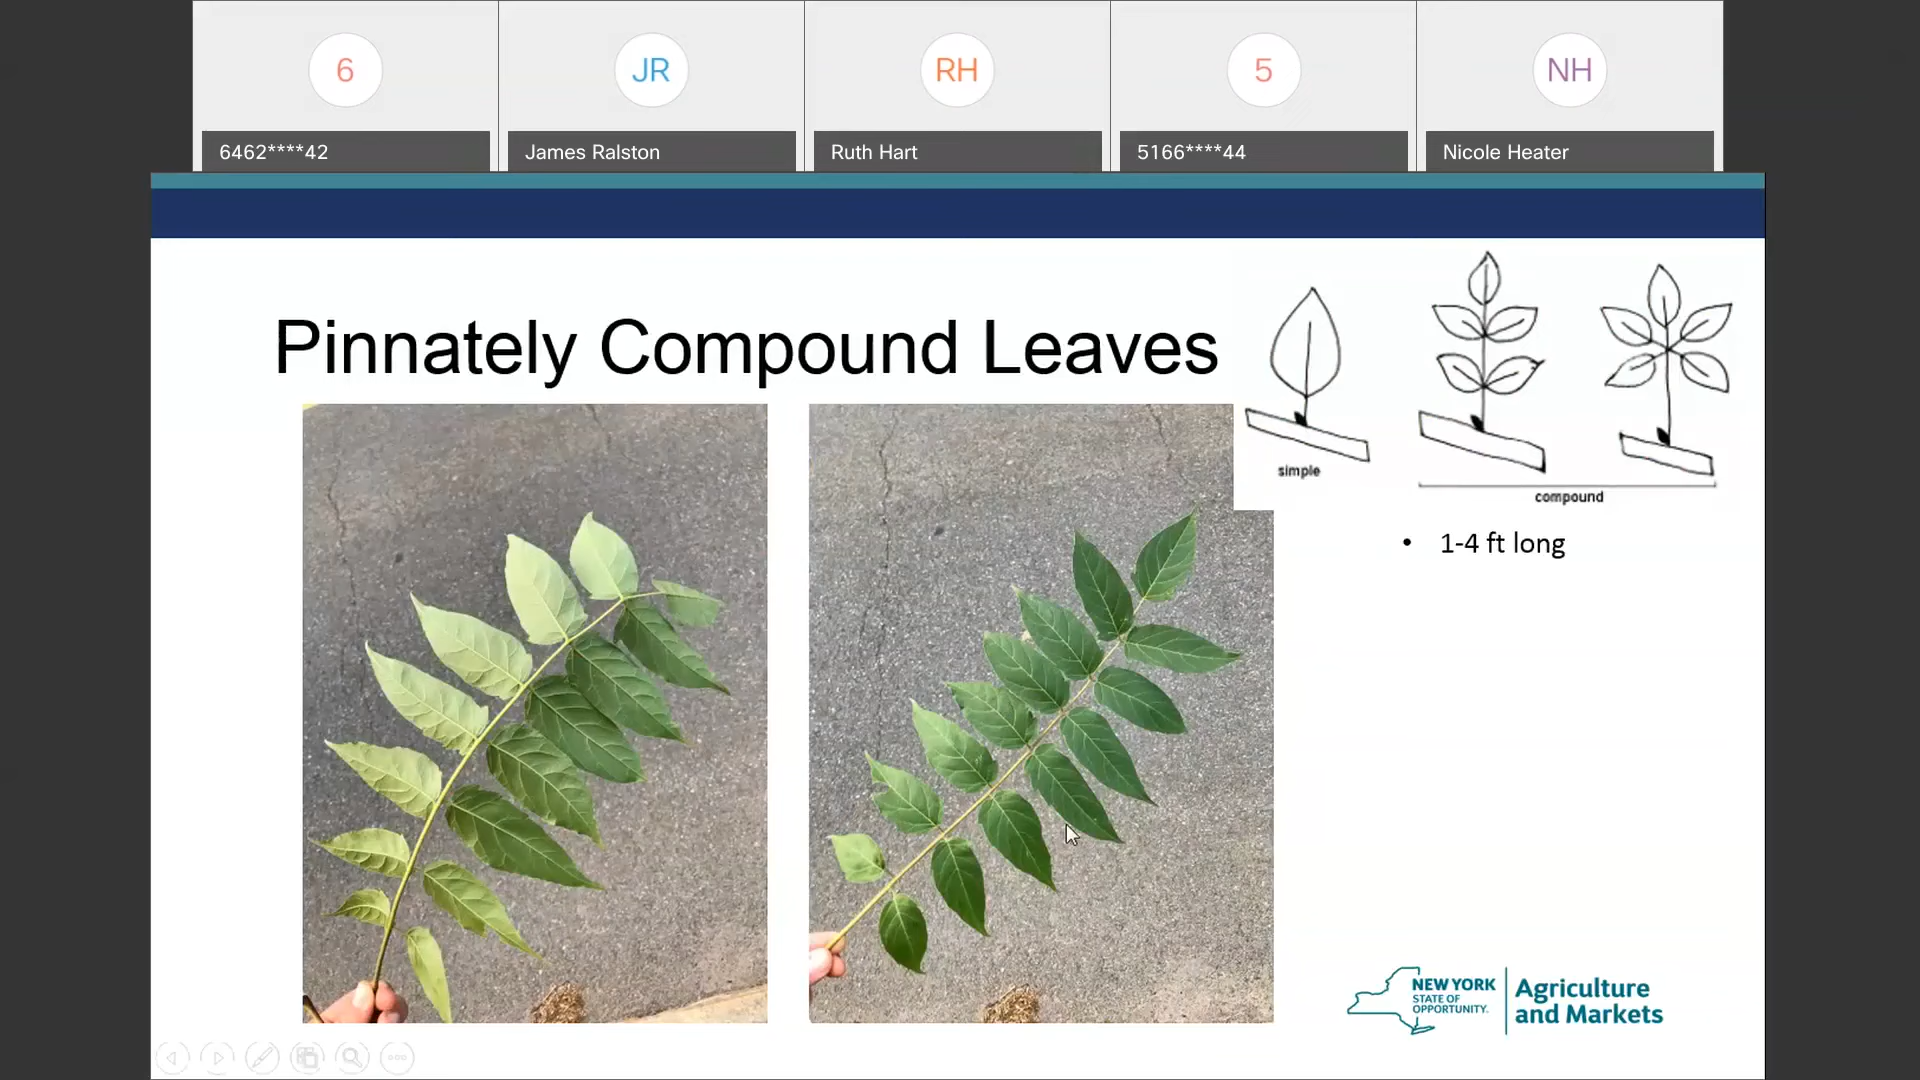 6
JR
RH
5
NH
6462****42
James Ralston
Ruth Hart
5166****44
Nicole Heater
Pinnately Compound Leaves
simple
compound
• 1-4 ft long
NEW YORK
STATE OF
OPPORTUNITY.
Agriculture
and Markets